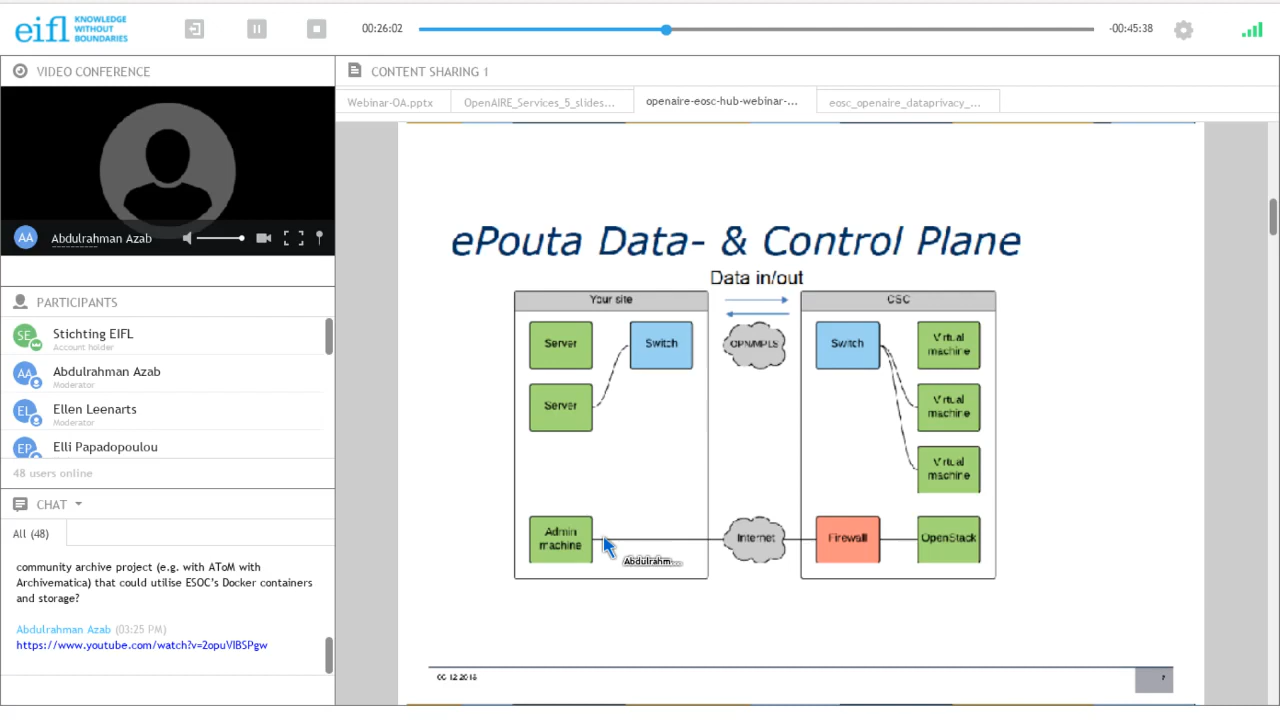 eifl KNOWLEDGE
WITHOUT
BOUNDARIES
00:26:02
-00:45:38
VIDEO CONFERENCE
CONTENT SHARING 1
Webinar-OA.pptx
OpenAIRE_Services_5_slides...
openaire-eosc-hub-webinar-...
eosc_openaire_dataprivacy_...
AA Abdulrahman Azab
PARTICIPANTS
SE Stichting EIFL
Account holder
AA Abdulrahman Azab
Moderator
EL Ellen Leenarts
Moderator
EP Elli Papadopoulou
48 users online
CHAT
All (48)
community archive project (e.g. with AToM with
Archivematica) that could utilise ESOC's Docker containers
and storage?
Abdulrahman Azab (03:25 PM)
https://www.youtube.com/watch?v=2opuVIBSPgw
ePouta Data- & Control Plane
Data in/out
Your site
CSC
Server
Switch
OPN/MPLS
Switch
Virtual
machine
Server
Virtual
machine
Virtual
machine
Admin
machine
Internet
Firewall
OpenStack
Abdulrahm...